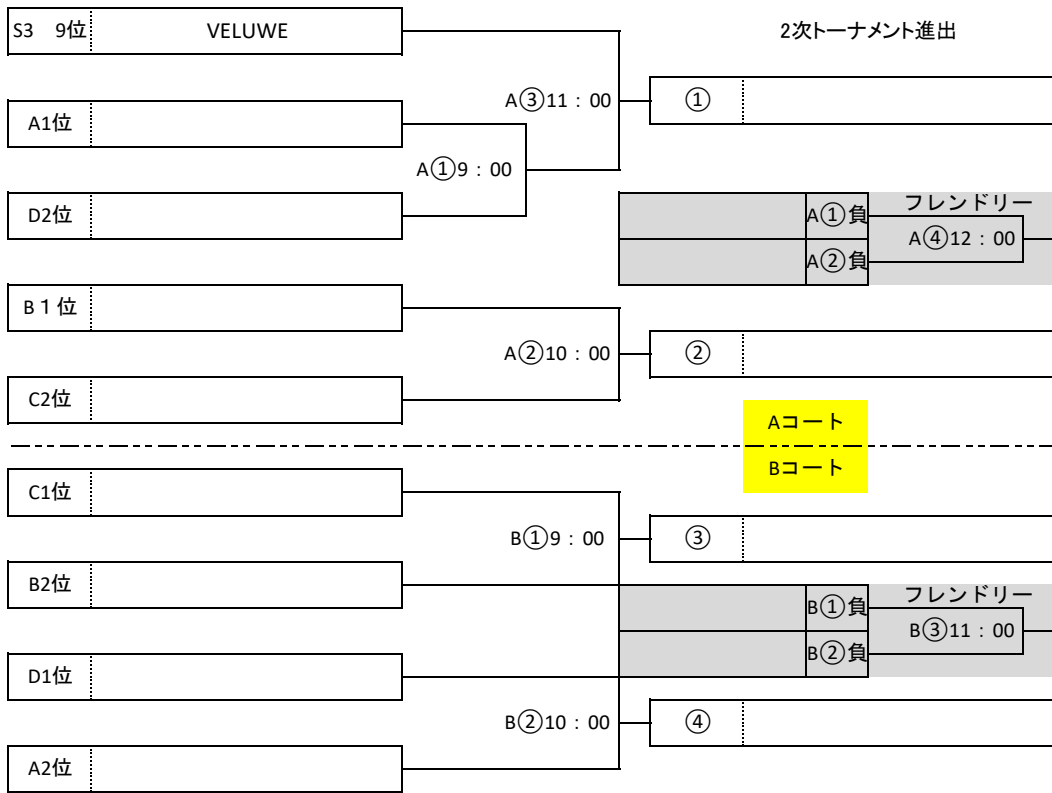 S3　9位 VELUWE
2次トーナメント進出
A③11：00
①
A1位
A①9：00
D2位
A①負
フレンドリー
A④12：00
A②負
B１位
A②10：00
②
C2位
Aコート
Bコート
C1位
B①9：00
③
B2位
B①負
フレンドリー
B③11：00
B②負
D1位
B②10：00
④
A2位